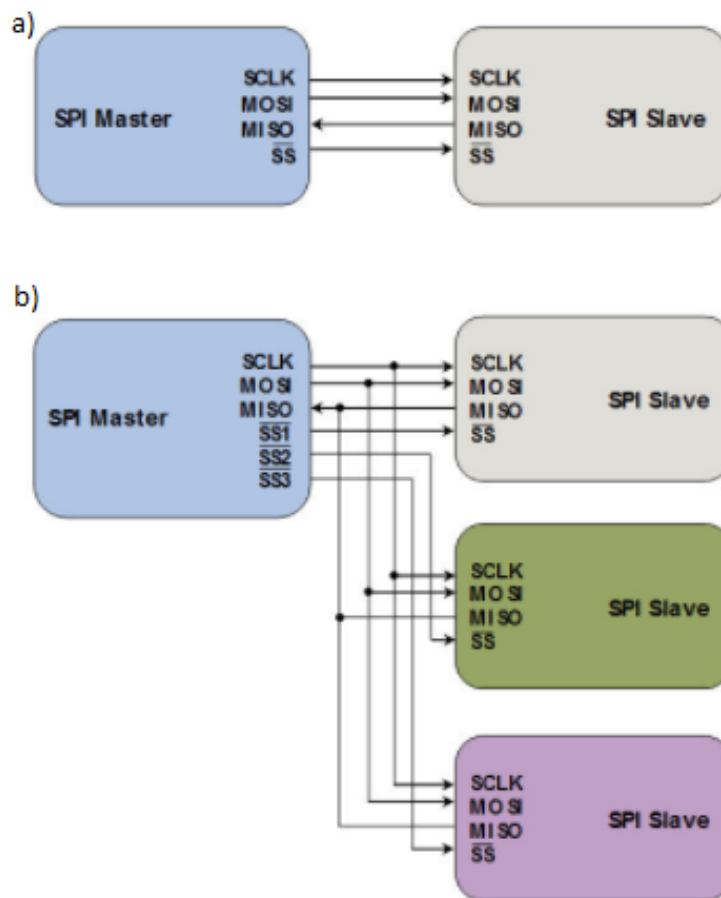 a)
SPI Master
SCLK
MOSI
MISO
SS
SCLK
MOSI
MISO
SS
SPI Slave
b)
SPI Master
SCLK
MOSI
MISO
SS1
SS2
SS3
SCLK
MOSI
MISO
SS
SPI Slave
SCLK
MOSI
MISO
SS
SPI Slave
SCLK
MOSI
MISO
SS
SPI Slave